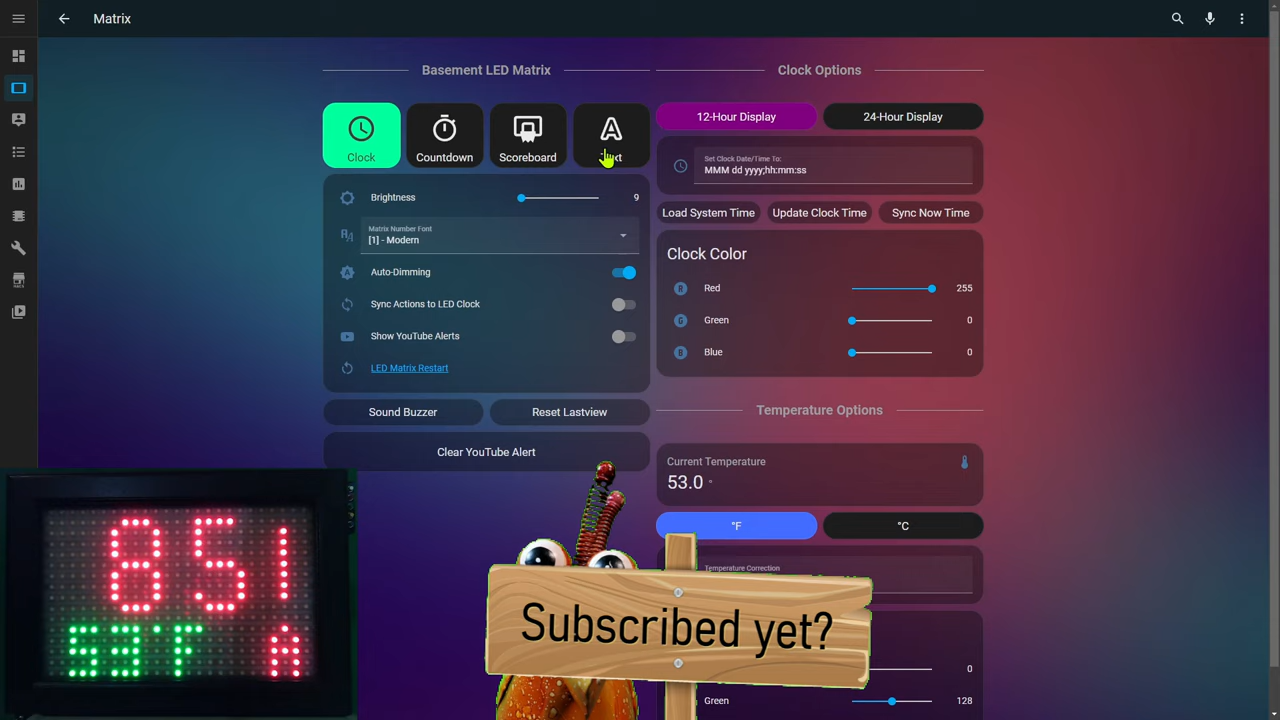 Matrix
Basement LED Matrix
Clock
Countdown
Scoreboard
Brightness
9
Matrix Number Font
[1] - Modern
Auto-Dimming
Sync Actions to LED Clock
Show YouTube Alerts
LED Matrix Restart
Sound Buzzer
Reset Lastview
Clear YouTube Alert
Clock Options
12-Hour Display
24-Hour Display
Set Clock Date/Time To:
MMM dd yyyy;hh:mm:ss
Load System Time
Update Clock Time
Sync Now Time
Clock Color
R Red 255
G Green 0
B Blue 0
Temperature Options
Current Temperature
53.0 °
°F
°C
Temperature Correction
0
Green 128
851
53°F A
Subscribed yet?